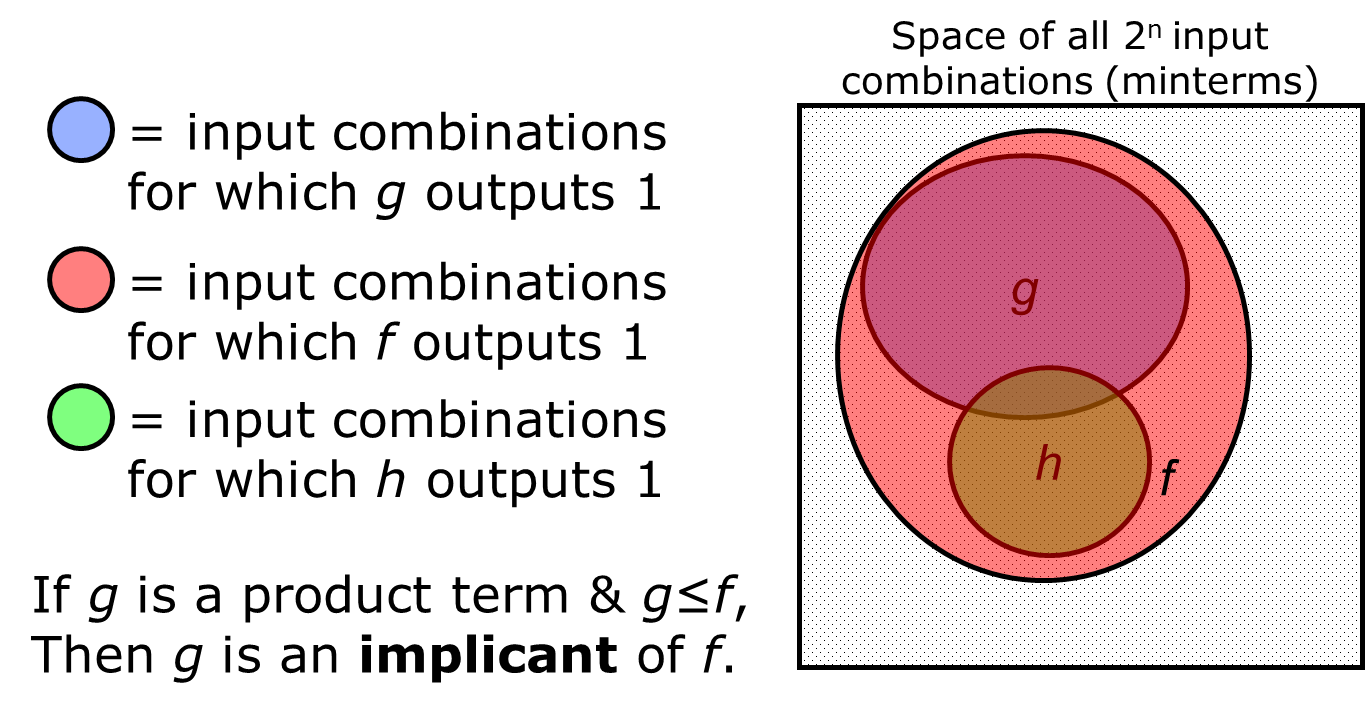 Space of all 2ⁿ input
combinations (minterms)
= input combinations
for which g outputs 1
= input combinations
for which f outputs 1
= input combinations
for which h outputs 1
g
h
f
If g is a product term & g≤f,
Then g is an implicant of f.